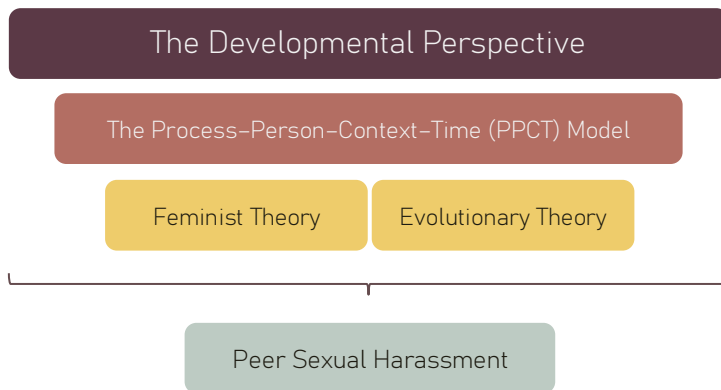 The Developmental Perspective
The Process–Person–Context–Time (PPCT) Model
Feminist Theory
Evolutionary Theory
Peer Sexual Harassment